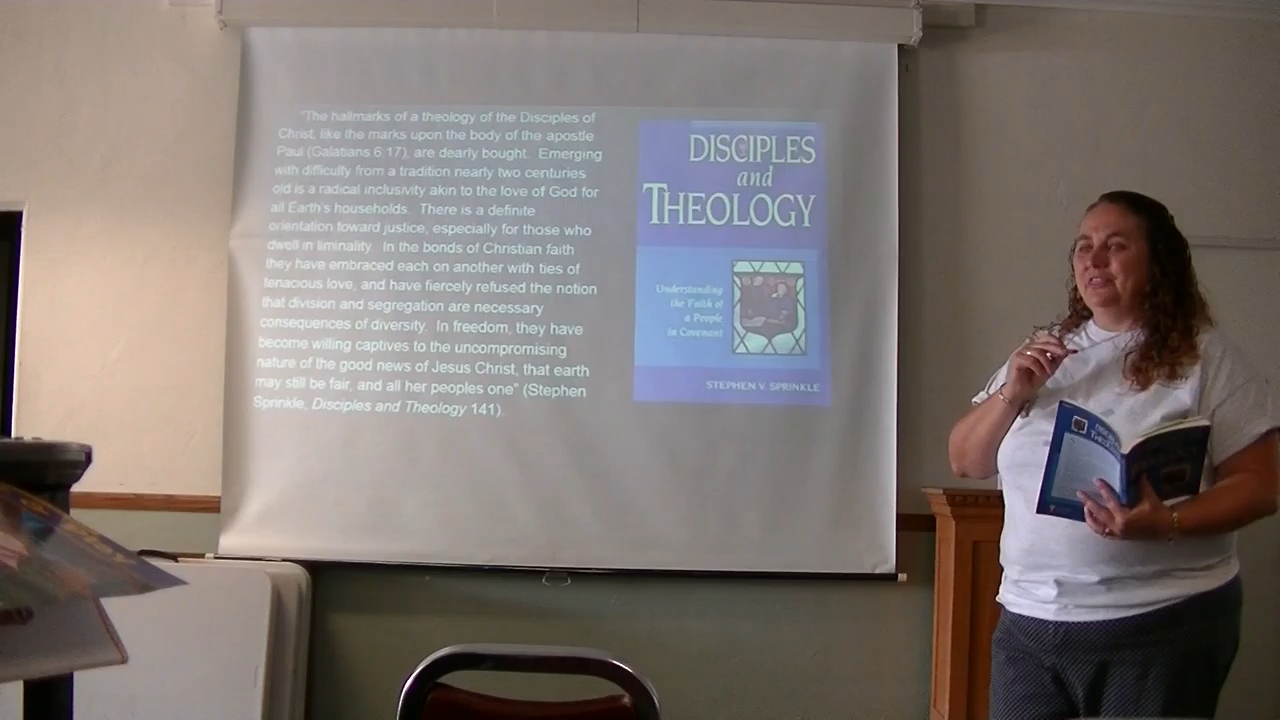 "The hallmarks of a theology of the Disciples of
Christ, like the marks upon the body of the apostle
Paul (Galatians 6:17), are dearly bought. Emerging
with difficulty from a tradition nearly two centuries
old is a radical inclusivity akin to the love of God for
all Earth's households. There is a definite
orientation toward justice, especially for those who
dwell in liminality. In the bonds of Christian faith
they have embraced each on another with ties of
tenacious love, and have fiercely refused the notion
that division and segregation are necessary
consequences of diversity. In freedom, they have
become willing captives to the uncompromising
nature of the good news of Jesus Christ, that earth
may still be fair, and all her peoples one" (Stephen
Sprinkle, Disciples and Theology 141).
DISCIPLES
and
THEOLOGY
Understanding
the Faith of
a People
in Covenant
STEPHEN V. SPRINKLE